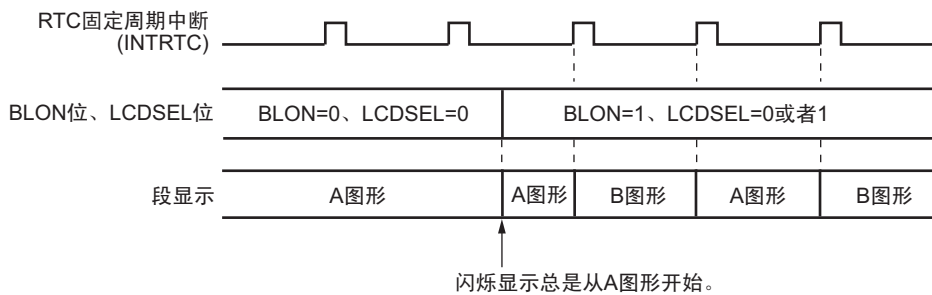 RTC固定周期中断
(INTRTC)
BLON位、LCDSEL位
BLON=0、LCDSEL=0
BLON=1、LCDSEL=0或者1
段显示
A图形
A图形
B图形
A图形
B图形
闪烁显示总是从A图形开始。